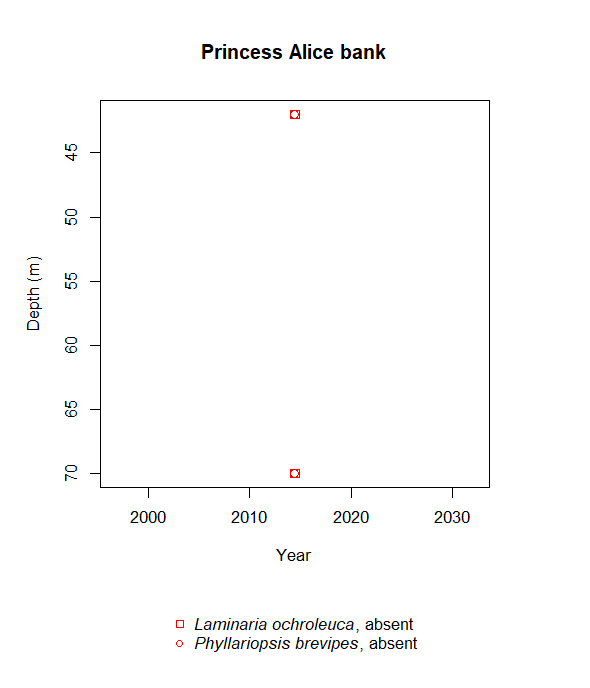 Princess Alice bank
45
50
55
60
65
70
Depth (m)
2000 2010 2020 2030
Year
Laminaria ochroleuca, absent
Phyllariopsis brevipes, absent